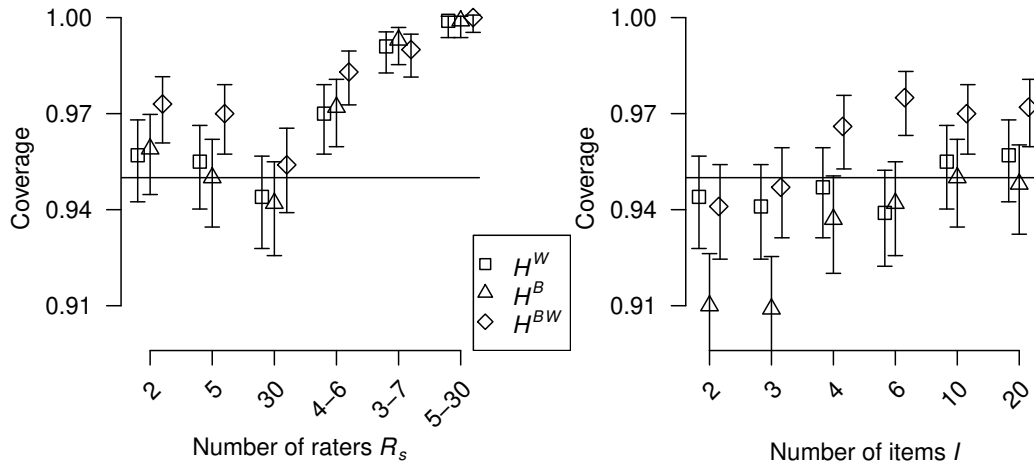 1.00
0.97
0.94
0.91
Coverage
2
5
30
4−6
3−7
5−30
Number of raters Rs
H^W
H^B
H^BW
1.00
0.97
0.94
0.91
Coverage
2
3
4
6
10
20
Number of items I